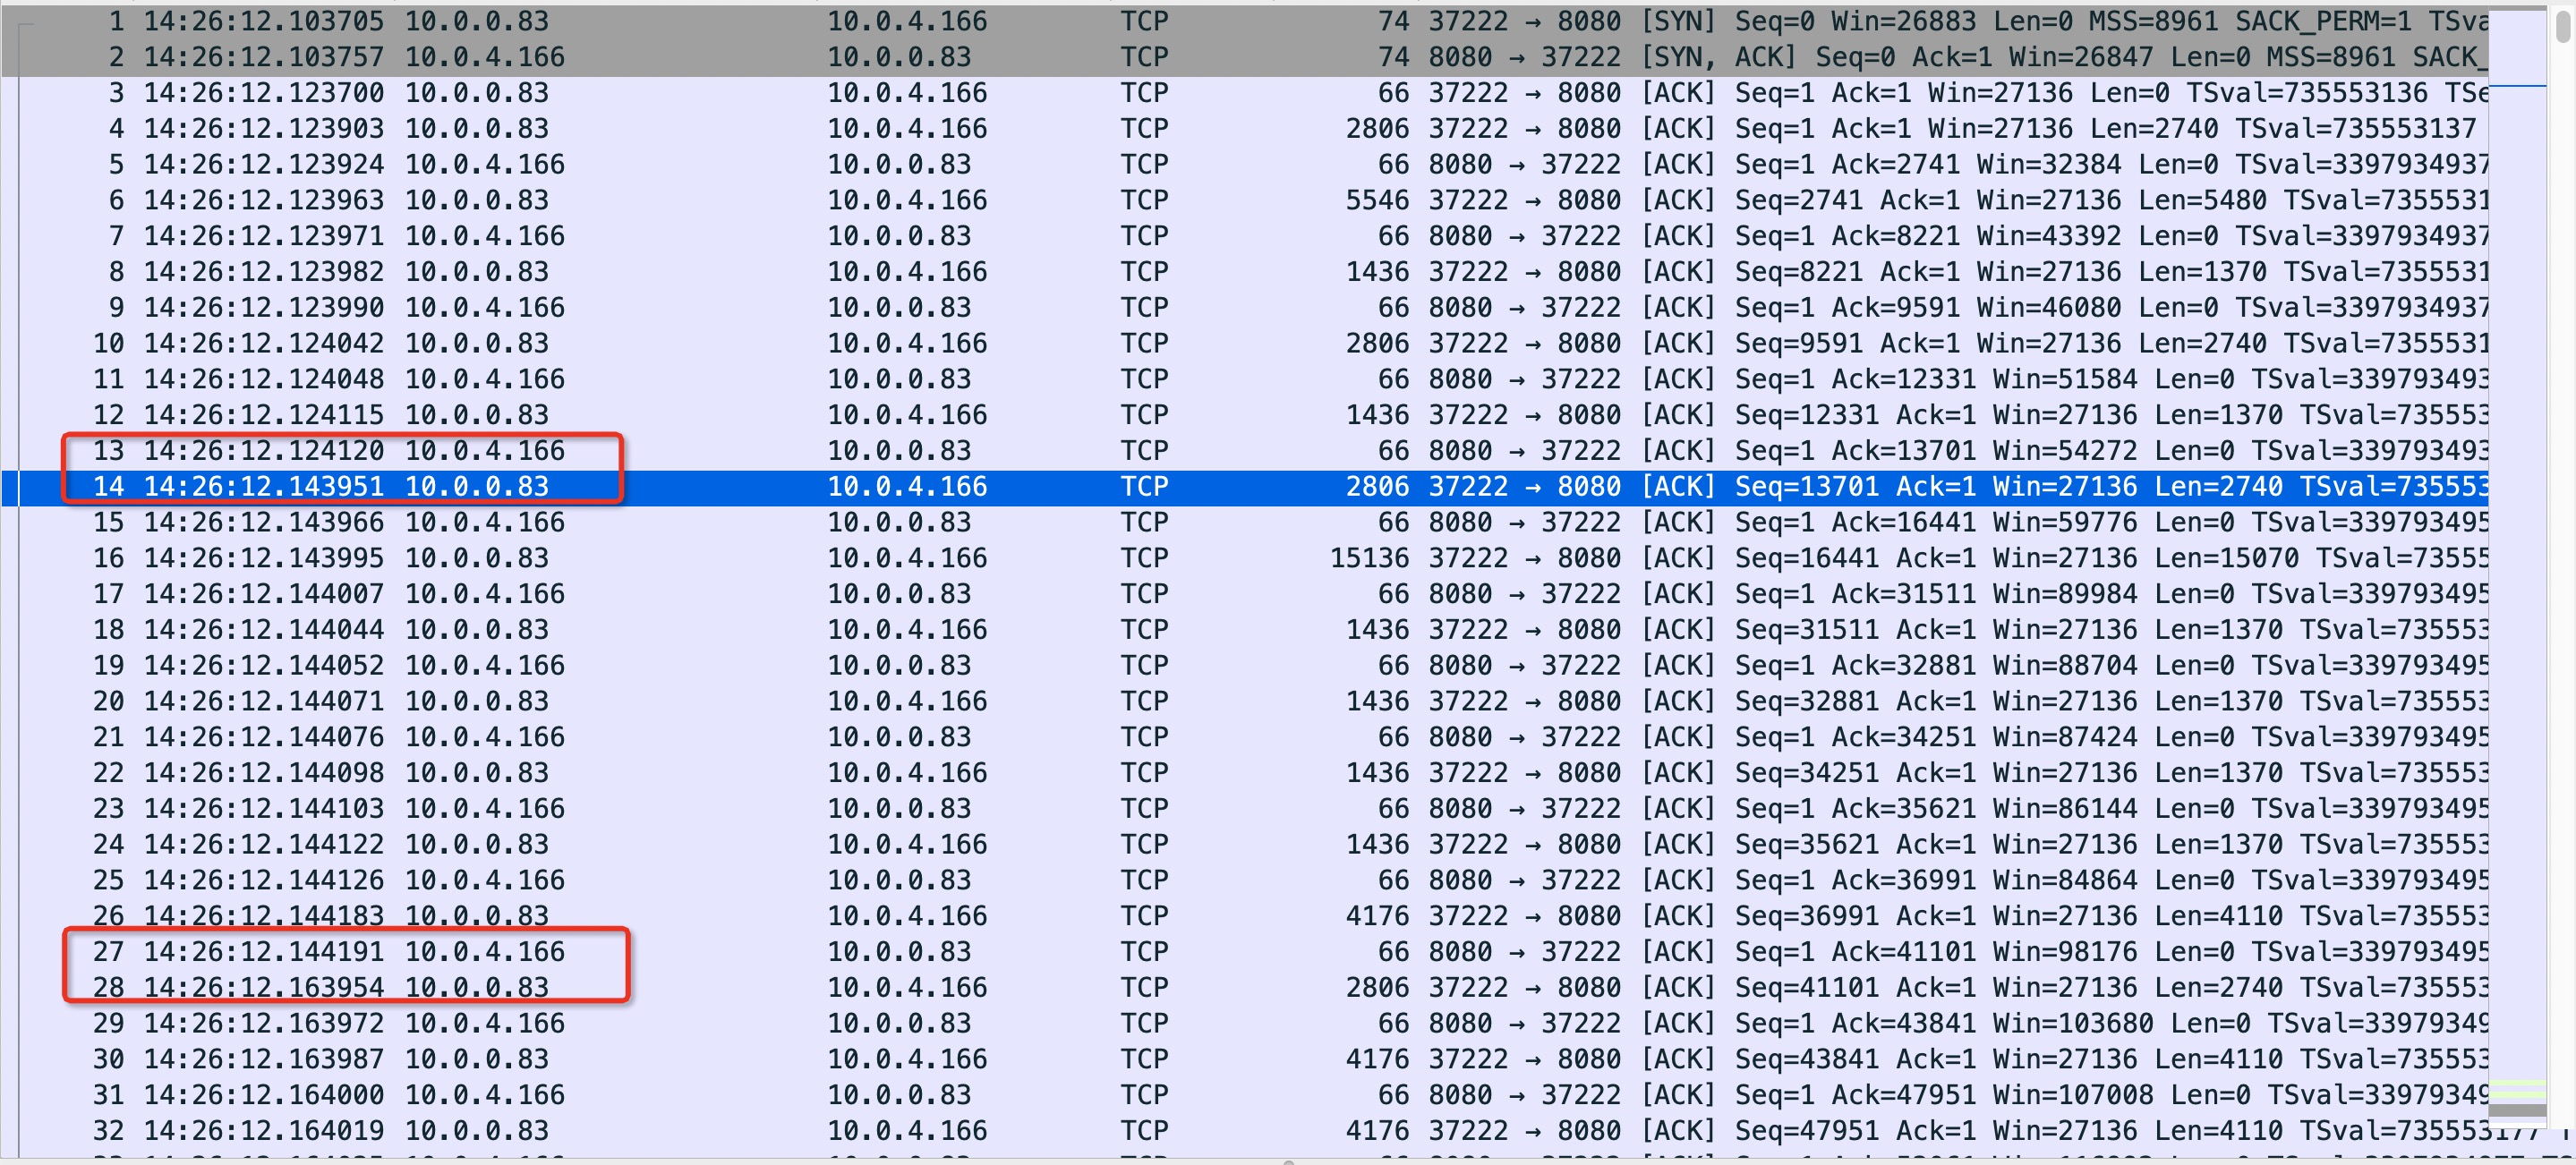 1 14:26:12.103705 10.0.0.83 10.0.4.166 TCP 74 37222 → 8080 [SYN] Seq=0 Win=26883 Len=0 MSS=8961 SACK_PERM=1 TSva
2 14:26:12.103757 10.0.4.166 10.0.0.83 TCP 74 8080 → 37222 [SYN, ACK] Seq=0 Ack=1 Win=26847 Len=0 MSS=8961 SACK_
3 14:26:12.123700 10.0.0.83 10.0.4.166 TCP 66 37222 → 8080 [ACK] Seq=1 Ack=1 Win=27136 Len=0 TSval=735553136 TSe
4 14:26:12.123903 10.0.0.83 10.0.4.166 TCP 2806 37222 → 8080 [ACK] Seq=1 Ack=1 Win=27136 Len=2740 TSval=735553137
5 14:26:12.123924 10.0.4.166 10.0.0.83 TCP 66 8080 → 37222 [ACK] Seq=1 Ack=2741 Win=32384 Len=0 TSval=3397934937
6 14:26:12.123963 10.0.0.83 10.0.4.166 TCP 5546 37222 → 8080 [ACK] Seq=2741 Ack=1 Win=27136 Len=5480 TSval=7355531
7 14:26:12.123971 10.0.4.166 10.0.0.83 TCP 66 8080 → 37222 [ACK] Seq=1 Ack=8221 Win=43392 Len=0 TSval=3397934937
8 14:26:12.123982 10.0.0.83 10.0.4.166 TCP 1436 37222 → 8080 [ACK] Seq=8221 Ack=1 Win=27136 Len=1370 TSval=7355531
9 14:26:12.123990 10.0.4.166 10.0.0.83 TCP 66 8080 → 37222 [ACK] Seq=1 Ack=9591 Win=46080 Len=0 TSval=3397934937
10 14:26:12.124042 10.0.0.83 10.0.4.166 TCP 2806 37222 → 8080 [ACK] Seq=9591 Ack=1 Win=27136 Len=2740 TSval=7355531
11 14:26:12.124048 10.0.4.166 10.0.0.83 TCP 66 8080 → 37222 [ACK] Seq=1 Ack=12331 Win=51584 Len=0 TSval=339793493
12 14:26:12.124115 10.0.0.83 10.0.4.166 TCP 1436 37222 → 8080 [ACK] Seq=12331 Ack=1 Win=27136 Len=1370 TSval=735553
13 14:26:12.124120 10.0.4.166 10.0.0.83 TCP 66 8080 → 37222 [ACK] Seq=1 Ack=13701 Win=54272 Len=0 TSval=339793493
14 14:26:12.143951 10.0.0.83 10.0.4.166 TCP 2806 37222 → 8080 [ACK] Seq=13701 Ack=1 Win=27136 Len=2740 TSval=735553
15 14:26:12.143966 10.0.4.166 10.0.0.83 TCP 66 8080 → 37222 [ACK] Seq=1 Ack=16441 Win=59776 Len=0 TSval=339793495
16 14:26:12.143995 10.0.0.83 10.0.4.166 TCP 15136 37222 → 8080 [ACK] Seq=16441 Ack=1 Win=27136 Len=15070 TSval=73555
17 14:26:12.144007 10.0.4.166 10.0.0.83 TCP 66 8080 → 37222 [ACK] Seq=1 Ack=31511 Win=89984 Len=0 TSval=339793495
18 14:26:12.144044 10.0.0.83 10.0.4.166 TCP 1436 37222 → 8080 [ACK] Seq=31511 Ack=1 Win=27136 Len=1370 TSval=735553
19 14:26:12.144052 10.0.4.166 10.0.0.83 TCP 66 8080 → 37222 [ACK] Seq=1 Ack=32881 Win=88704 Len=0 TSval=339793495
20 14:26:12.144071 10.0.0.83 10.0.4.166 TCP 1436 37222 → 8080 [ACK] Seq=32881 Ack=1 Win=27136 Len=1370 TSval=735553
21 14:26:12.144076 10.0.4.166 10.0.0.83 TCP 66 8080 → 37222 [ACK] Seq=1 Ack=34251 Win=87424 Len=0 TSval=339793495
22 14:26:12.144098 10.0.0.83 10.0.4.166 TCP 1436 37222 → 8080 [ACK] Seq=34251 Ack=1 Win=27136 Len=1370 TSval=735553
23 14:26:12.144103 10.0.4.166 10.0.0.83 TCP 66 8080 → 37222 [ACK] Seq=1 Ack=35621 Win=86144 Len=0 TSval=339793495
24 14:26:12.144122 10.0.0.83 10.0.4.166 TCP 1436 37222 → 8080 [ACK] Seq=35621 Ack=1 Win=27136 Len=1370 TSval=735553
25 14:26:12.144126 10.0.4.166 10.0.0.83 TCP 66 8080 → 37222 [ACK] Seq=1 Ack=36991 Win=84864 Len=0 TSval=339793495
26 14:26:12.144183 10.0.0.83 10.0.4.166 TCP 4176 37222 → 8080 [ACK] Seq=36991 Ack=1 Win=27136 Len=4110 TSval=735553
27 14:26:12.144191 10.0.4.166 10.0.0.83 TCP 66 8080 → 37222 [ACK] Seq=1 Ack=41101 Win=98176 Len=0 TSval=339793495
28 14:26:12.163954 10.0.0.83 10.0.4.166 TCP 2806 37222 → 8080 [ACK] Seq=41101 Ack=1 Win=27136 Len=2740 TSval=735553
29 14:26:12.163972 10.0.4.166 10.0.0.83 TCP 66 8080 → 37222 [ACK] Seq=1 Ack=43841 Win=103680 Len=0 TSval=33979349
30 14:26:12.163987 10.0.0.83 10.0.4.166 TCP 4176 37222 → 8080 [ACK] Seq=43841 Ack=1 Win=27136 Len=4110 TSval=735553
31 14:26:12.164000 10.0.4.166 10.0.0.83 TCP 66 8080 → 37222 [ACK] Seq=1 Ack=47951 Win=107008 Len=0 TSval=33979349
32 14:26:12.164019 10.0.0.83 10.0.4.166 TCP 4176 37222 → 8080 [ACK] Seq=47951 Ack=1 Win=27136 Len=4110 TSval=735553177